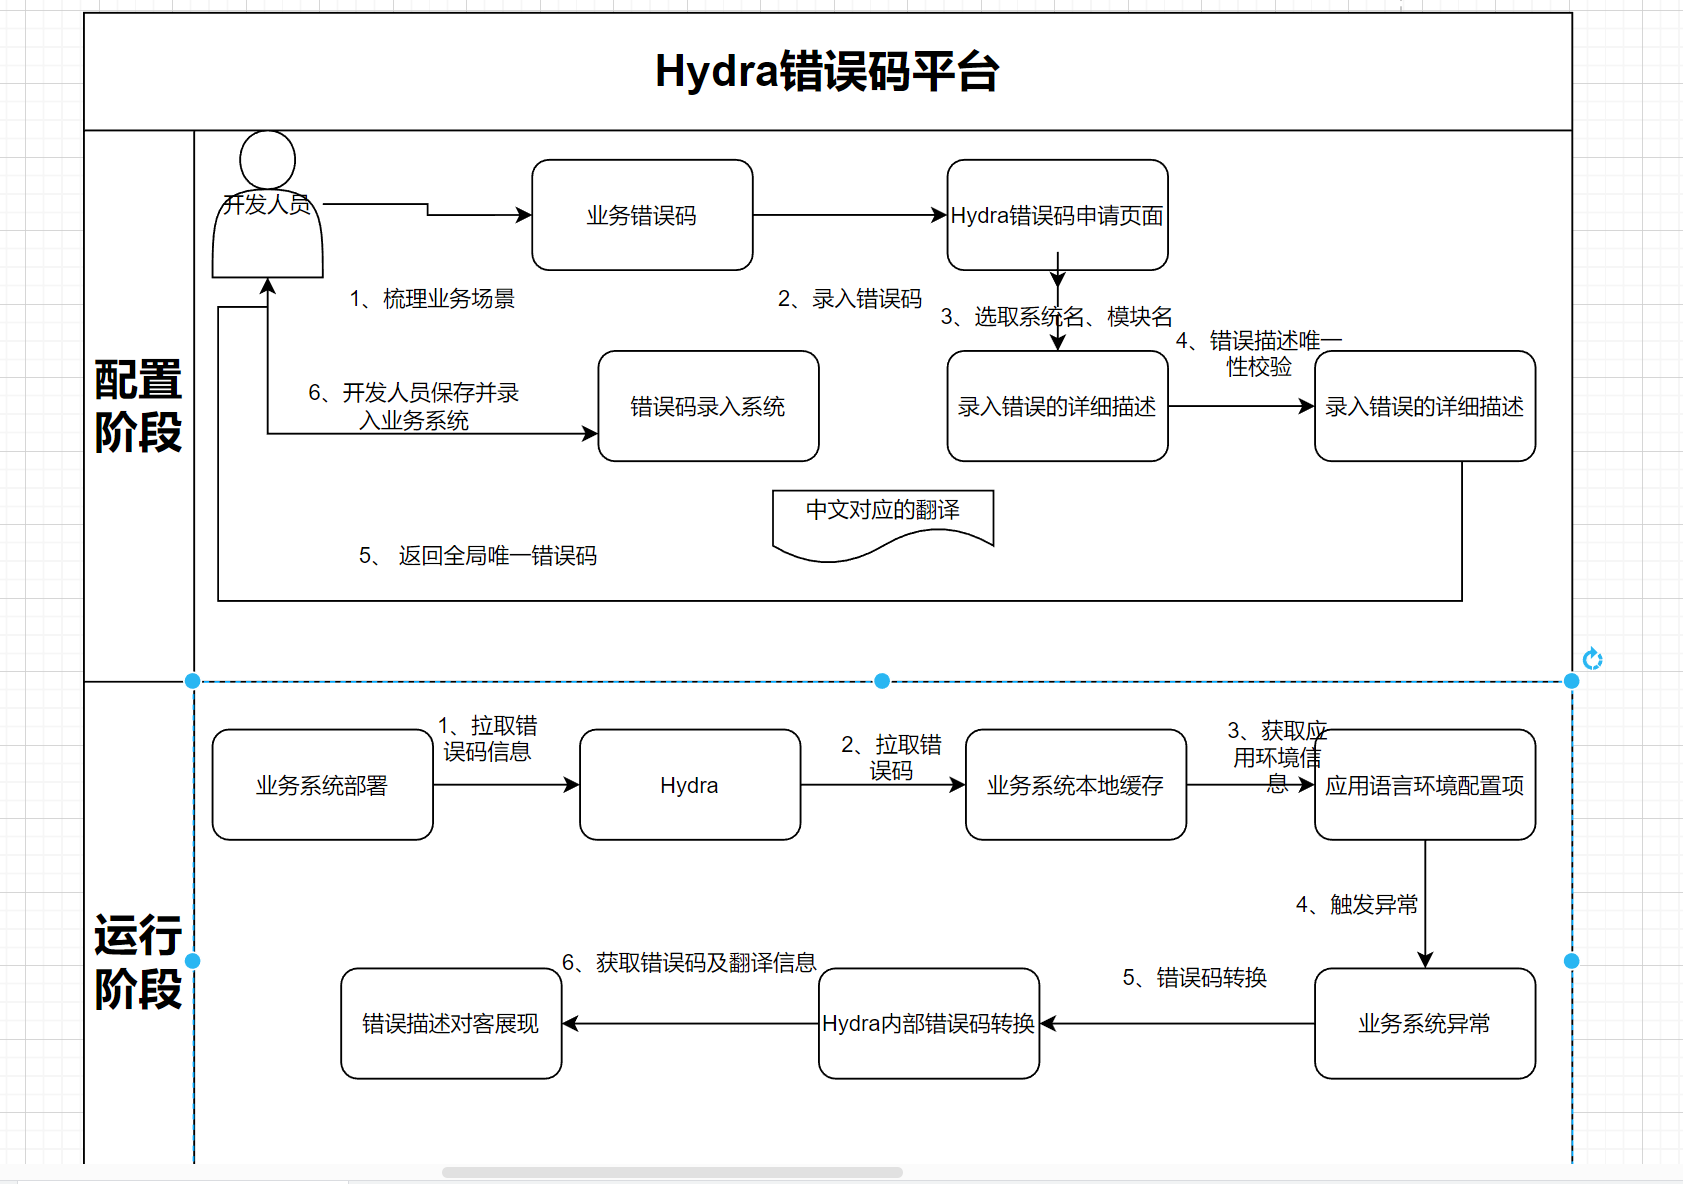 Hydra错误码平台
配置
阶段
开发人员
业务错误码
Hydra错误码申请页面
1、梳理业务场景
2、录入错误码
3、选取系统名、模块名
4、错误描述唯一
性校验
6、开发人员保存并录
入业务系统
错误码录入系统
录入错误的详细描述
录入错误的详细描述
中文对应的翻译
5、 返回全局唯一错误码
运行
阶段
1、拉取错
误码信息
2、拉取错
误码
3、获取应
用环境信
息
业务系统部署
Hydra
业务系统本地缓存
应用语言环境配置项
4、触发异常
6、获取错误码及翻译信息
5、错误码转换
错误描述对客展现
Hydra内部错误码转换
业务系统异常